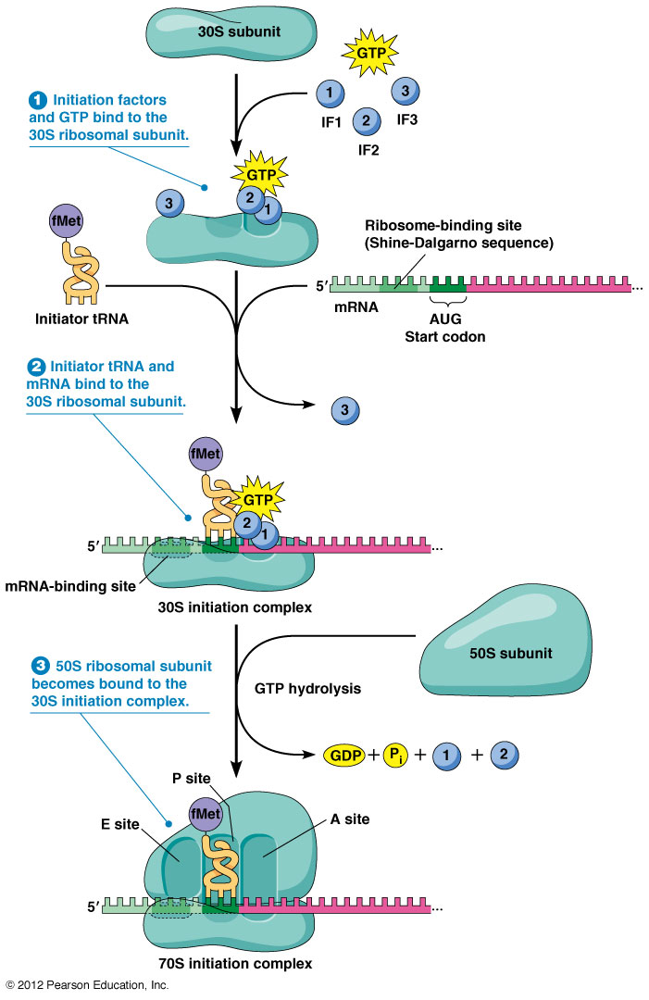 30S subunit
GTP
1
3
IF1
2
IF3
IF2
1 Initiation factors
and GTP bind to the
30S ribosomal subunit.
GTP
3
2
1
fMet
Ribosome-binding site
(Shine-Dalgarno sequence)
5′
...
mRNA
Initiator tRNA
AUG
Start codon
2 Initiator tRNA and
mRNA bind to the
30S ribosomal subunit.
3
fMet
GTP
2
1
5′
...
mRNA-binding site
30S initiation complex
50S subunit
3 50S ribosomal subunit
becomes bound to the
30S initiation complex.
GTP hydrolysis
GDP + Pi + 1 + 2
P site
fMet
E site
A site
5′
...
70S initiation complex
© 2012 Pearson Education, Inc.